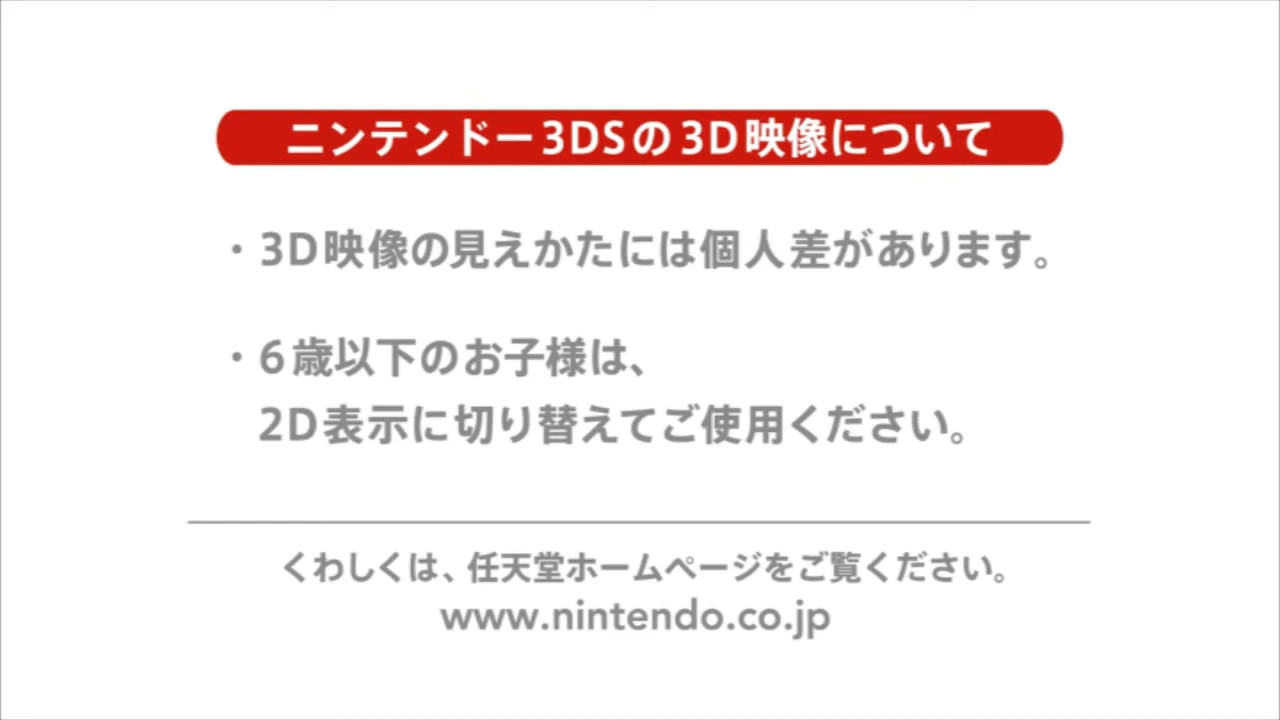 ニンテンドー3DSの3D映像について
・3D映像の見えかたには個人差があります。
・6歳以下のお子様は、
2D表示に切り替えてご使用ください。
くわしくは、任天堂ホームページをご覧ください。
www.nintendo.co.jp